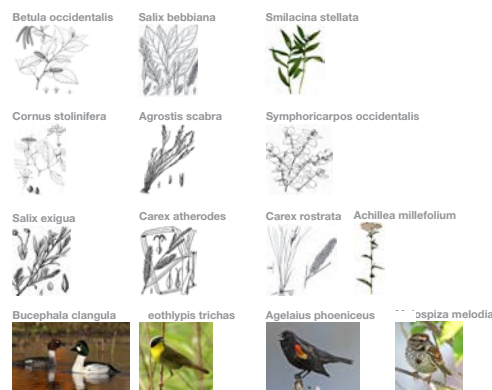 Betula occidentalis
Salix bebbiana
Smilacina stellata
Cornus stolinifera
Agrostis scabra
Symphoricarpos occidentalis
Salix exigua
Carex atherodes
Carex rostrata
Achillea millefolium
Bucephala clangula
eothlypis trichas
Agelaius phoeniceus
ospiza melodia